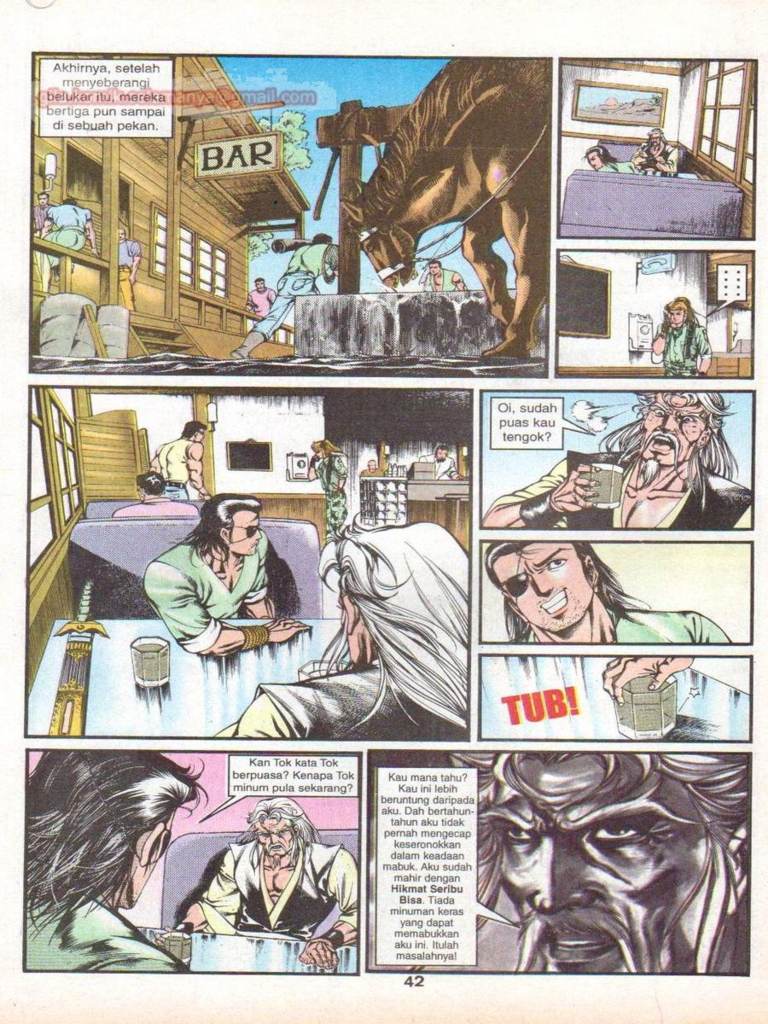 Akhirnya, setelah
menyeberangi
belukar itu, mereka
bertiga pun sampai
di sebuah pekan.
BAR
Oi, sudah
puas kau
tengok?
TUB!
Kan Tok kata Tok
berpuasa? Kenapa Tok
minum pula sekarang?
Kau mana tahu?
Kau ini lebih
beruntung daripada
aku. Dah bertahun-
tahun aku tidak
pernah mengecap
keseronokkan
dalam keadaan
mabuk. Aku sudah
mahir dengan
Hikmat Seribu
Bisa. Tiada
minuman keras
yang dapat
memabukkan
aku ini. Itulah
masalahnya!
42